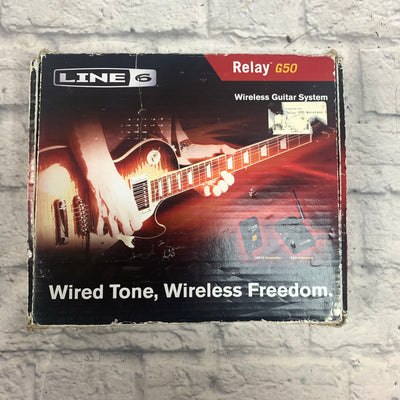 LINE 6
Relay G50
Wireless Guitar System
Wired Tone, Wireless Freedom.